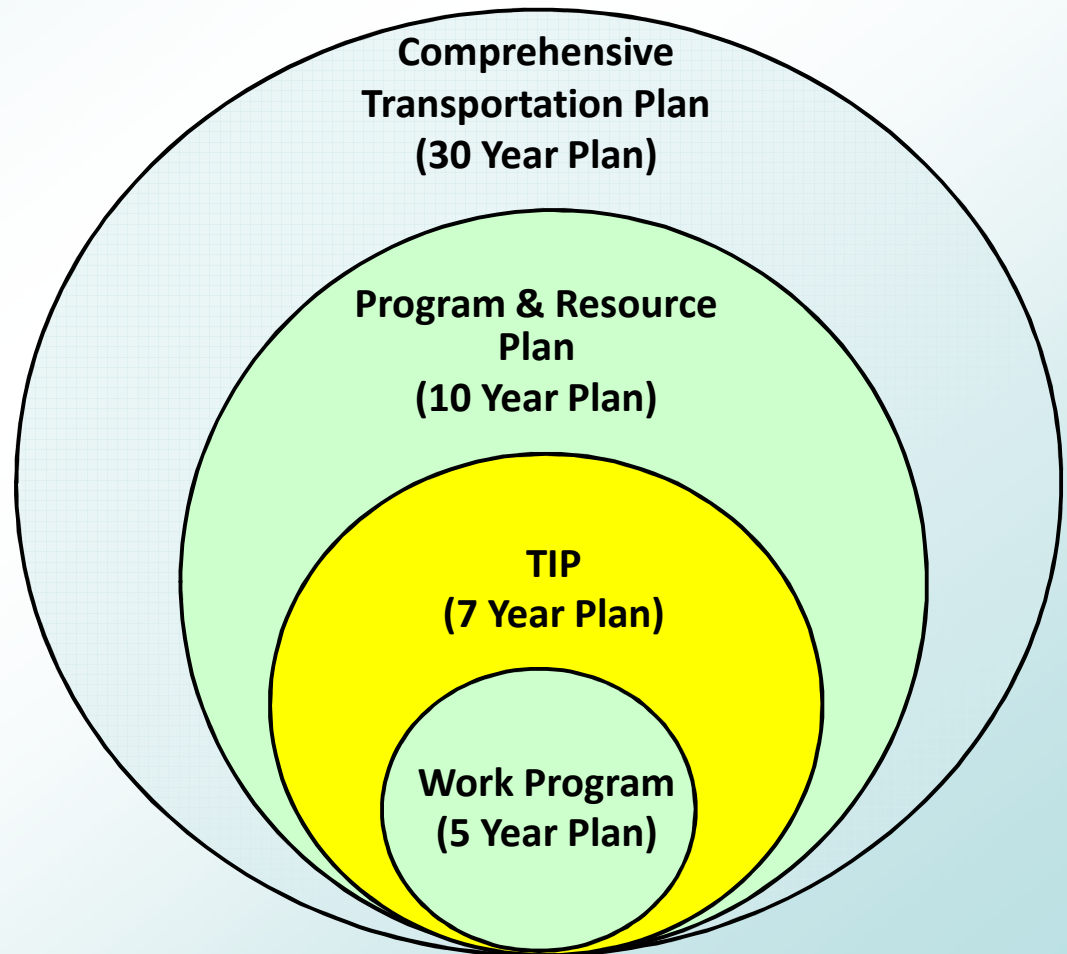 Comprehensive
Transportation Plan
(30 Year Plan)
Program & Resource
Plan
(10 Year Plan)
TIP
(7 Year Plan)
Work Program
(5 Year Plan)